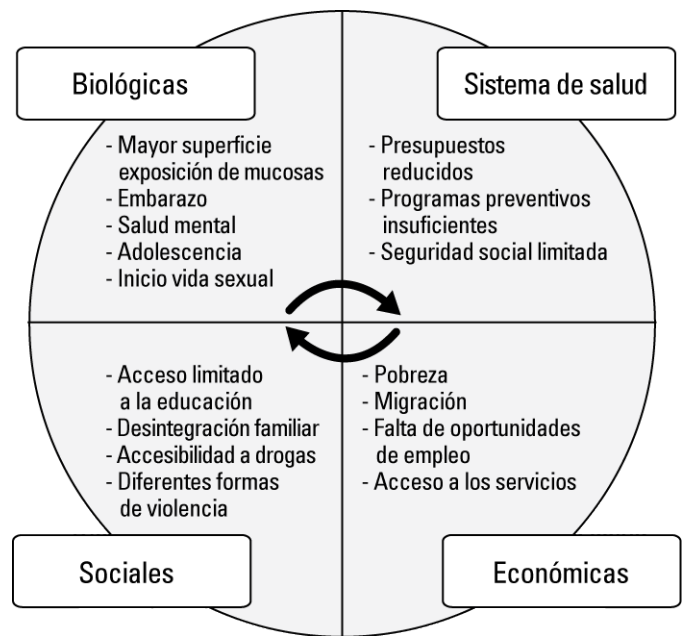 Biológicas
- Mayor superficie
exposición de mucosas
- Embarazo
- Salud mental
- Adolescencia
- Inicio vida sexual
Sistema de salud
- Presupuestos
reducidos
- Programas preventivos
insuficientes
- Seguridad social limitada
- Acceso limitado
a la educación
- Desintegración familiar
- Accesibilidad a drogas
- Diferentes formas
de violencia
Sociales
- Pobreza
- Migración
- Falta de oportunidades
de empleo
- Acceso a los servicios
Económicas